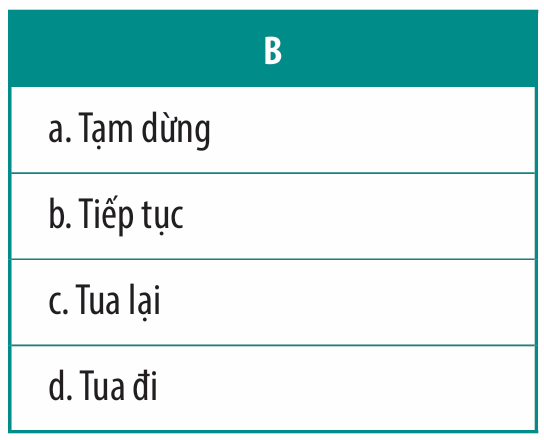 B
a. Tạm dừng
b. Tiếp tục
c. Tua lại
d. Tua đi